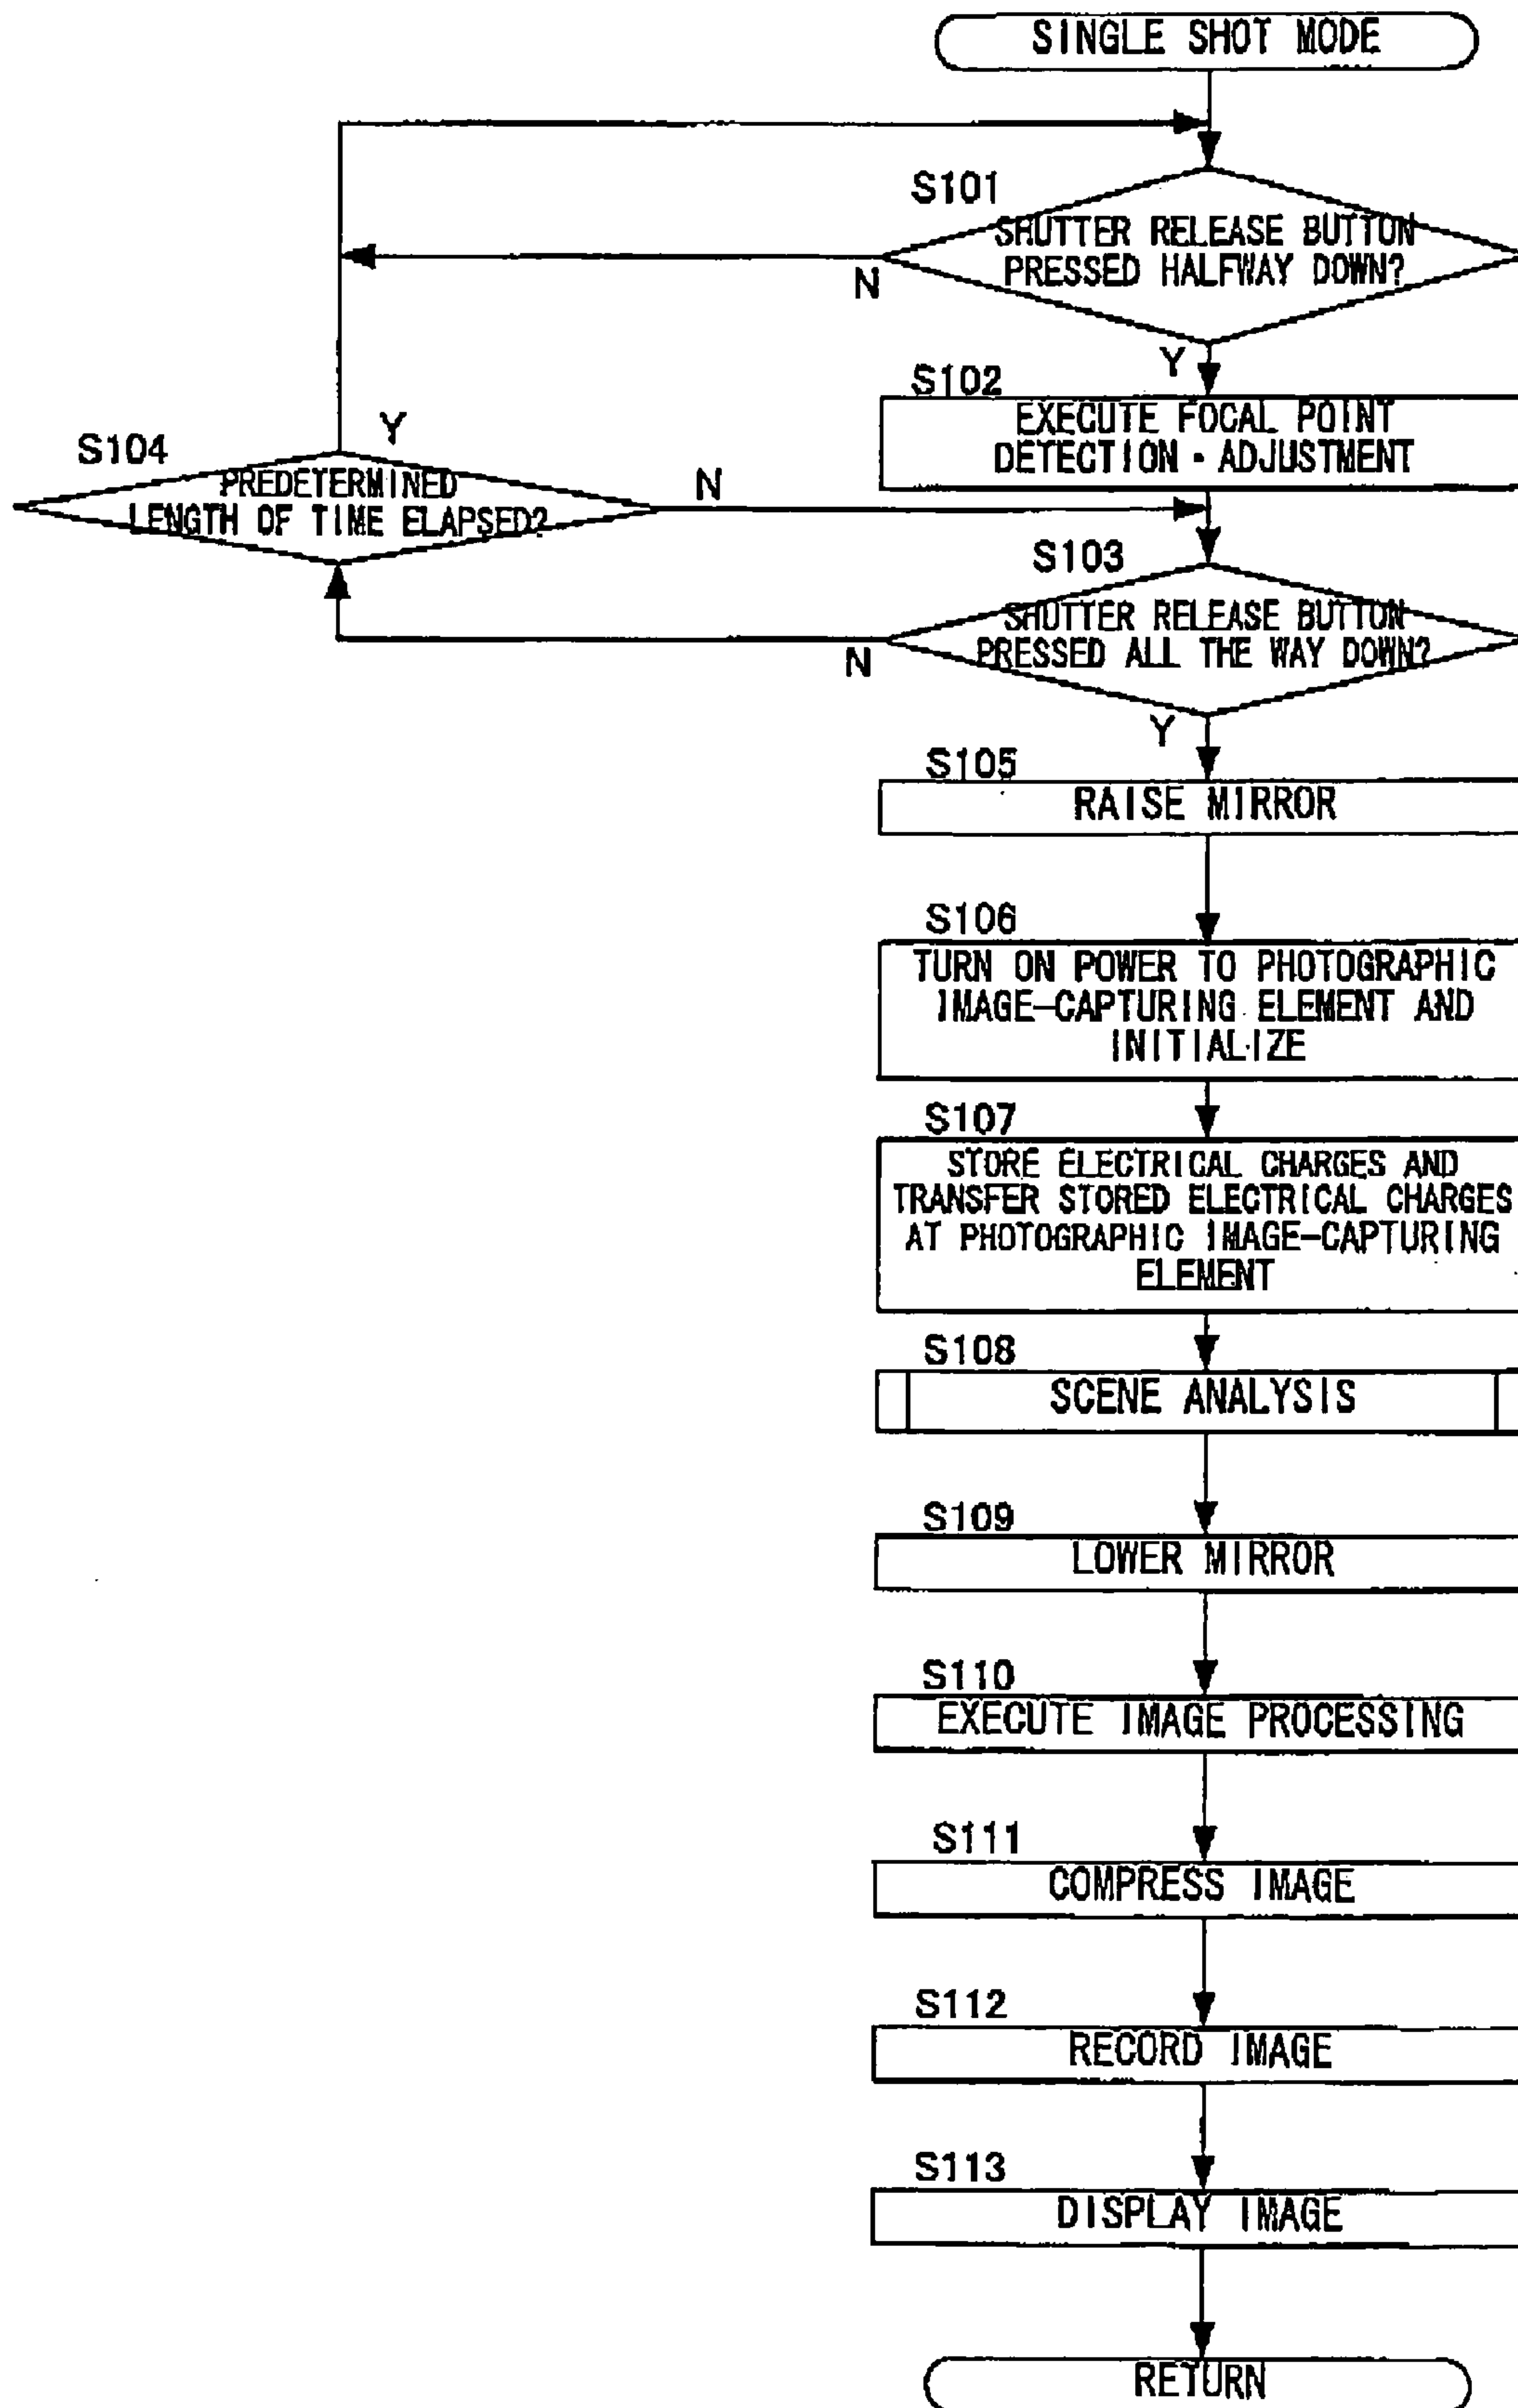 SINGLE SHOT MODE
S101
SHUTTER RELEASE BUTTON
PRESSED HALFWAY DOWN?
N
Y
S102
EXECUTE FOCAL POINT
DETECTION・ADJUSTMENT
Y
S104
PREDETERMINED
LENGTH OF TIME ELAPSED?
N
S103
SHUTTER RELEASE BUTTON
PRESSED ALL THE WAY DOWN?
N
Y
S105
RAISE MIRROR
S106
TURN ON POWER TO PHOTOGRAPHIC
IMAGE-CAPTURING ELEMENT AND
INITIALIZE
S107
STORE ELECTRICAL CHARGES AND
TRANSFER STORED ELECTRICAL CHARGES
AT PHOTOGRAPHIC IMAGE-CAPTURING
ELEMENT
S108
SCENE ANALYSIS
S109
LOWER MIRROR
S110
EXECUTE IMAGE PROCESSING
S111
COMPRESS IMAGE
S112
RECORD IMAGE
S113
DISPLAY IMAGE
RETURN